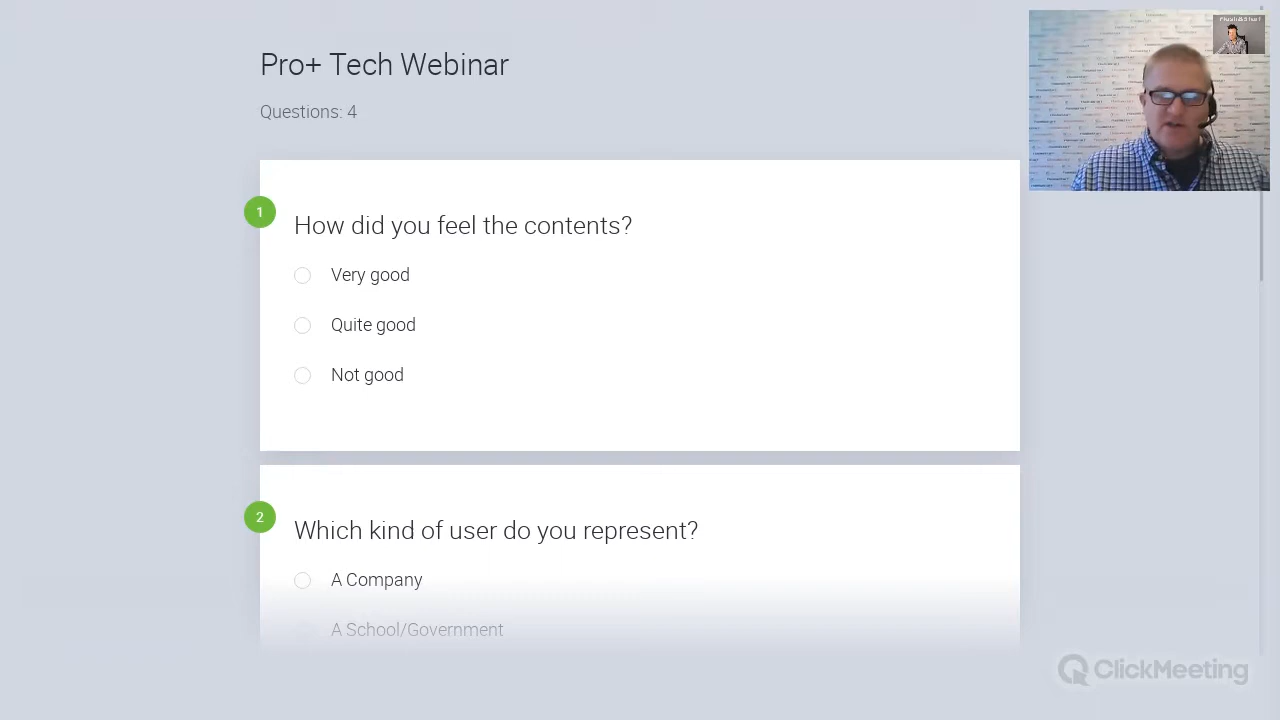 Pro+ Tech Webinar
Questions
1
How did you feel the contents?
Very good
Quite good
Not good
2
Which kind of user do you represent?
A Company
A School/Government
ClickMeeting